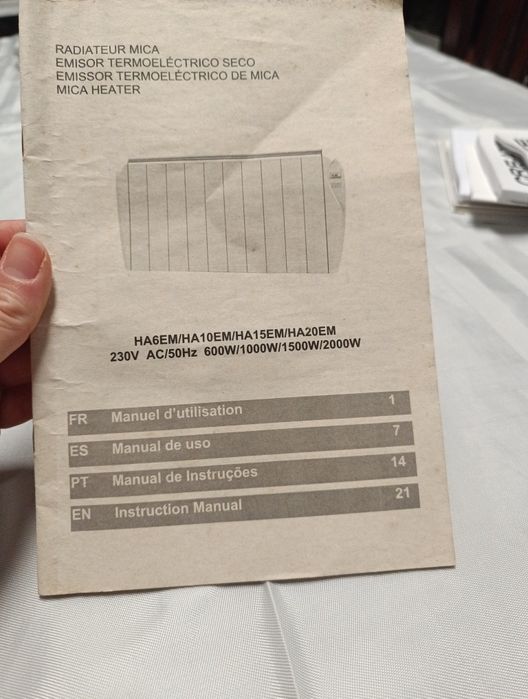 RADIATEUR MICA
EMISOR TERMOELÉCTRICO SECO
EMISSOR TERMOELÉCTRICO DE MICA
MICA HEATER
HA6EM/HA10EM/HA15EM/HA20EM
230V AC/50Hz 600W/1000W/1500W/2000W
FR Manuel d'utilisation 1
ES Manual de uso 7
PT Manual de Instruções 14
EN Instruction Manual 21